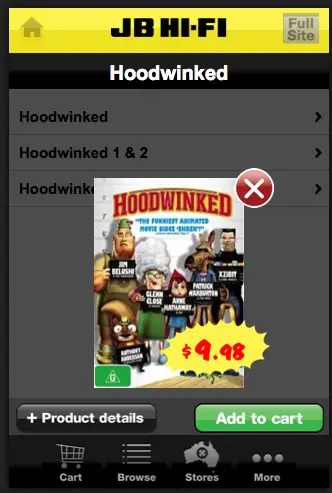 JB HI-FI
Full
Site
Hoodwinked
Hoodwinked
Hoodwinked 1 & 2
Hoodwink
HOODWINKED
"THE FUNNIEST ANIMATED
MOVIE SINCE 'SHREK'!"
JIM
BELUSHI
GLENN
CLOSE
ANNE
HATHAWAY
PATRICK
WARBURTON
XZIBIT
ANTHONY
ANDERSON
$9.98
G
+ Product details
Add to cart
Cart
Browse
Stores
More